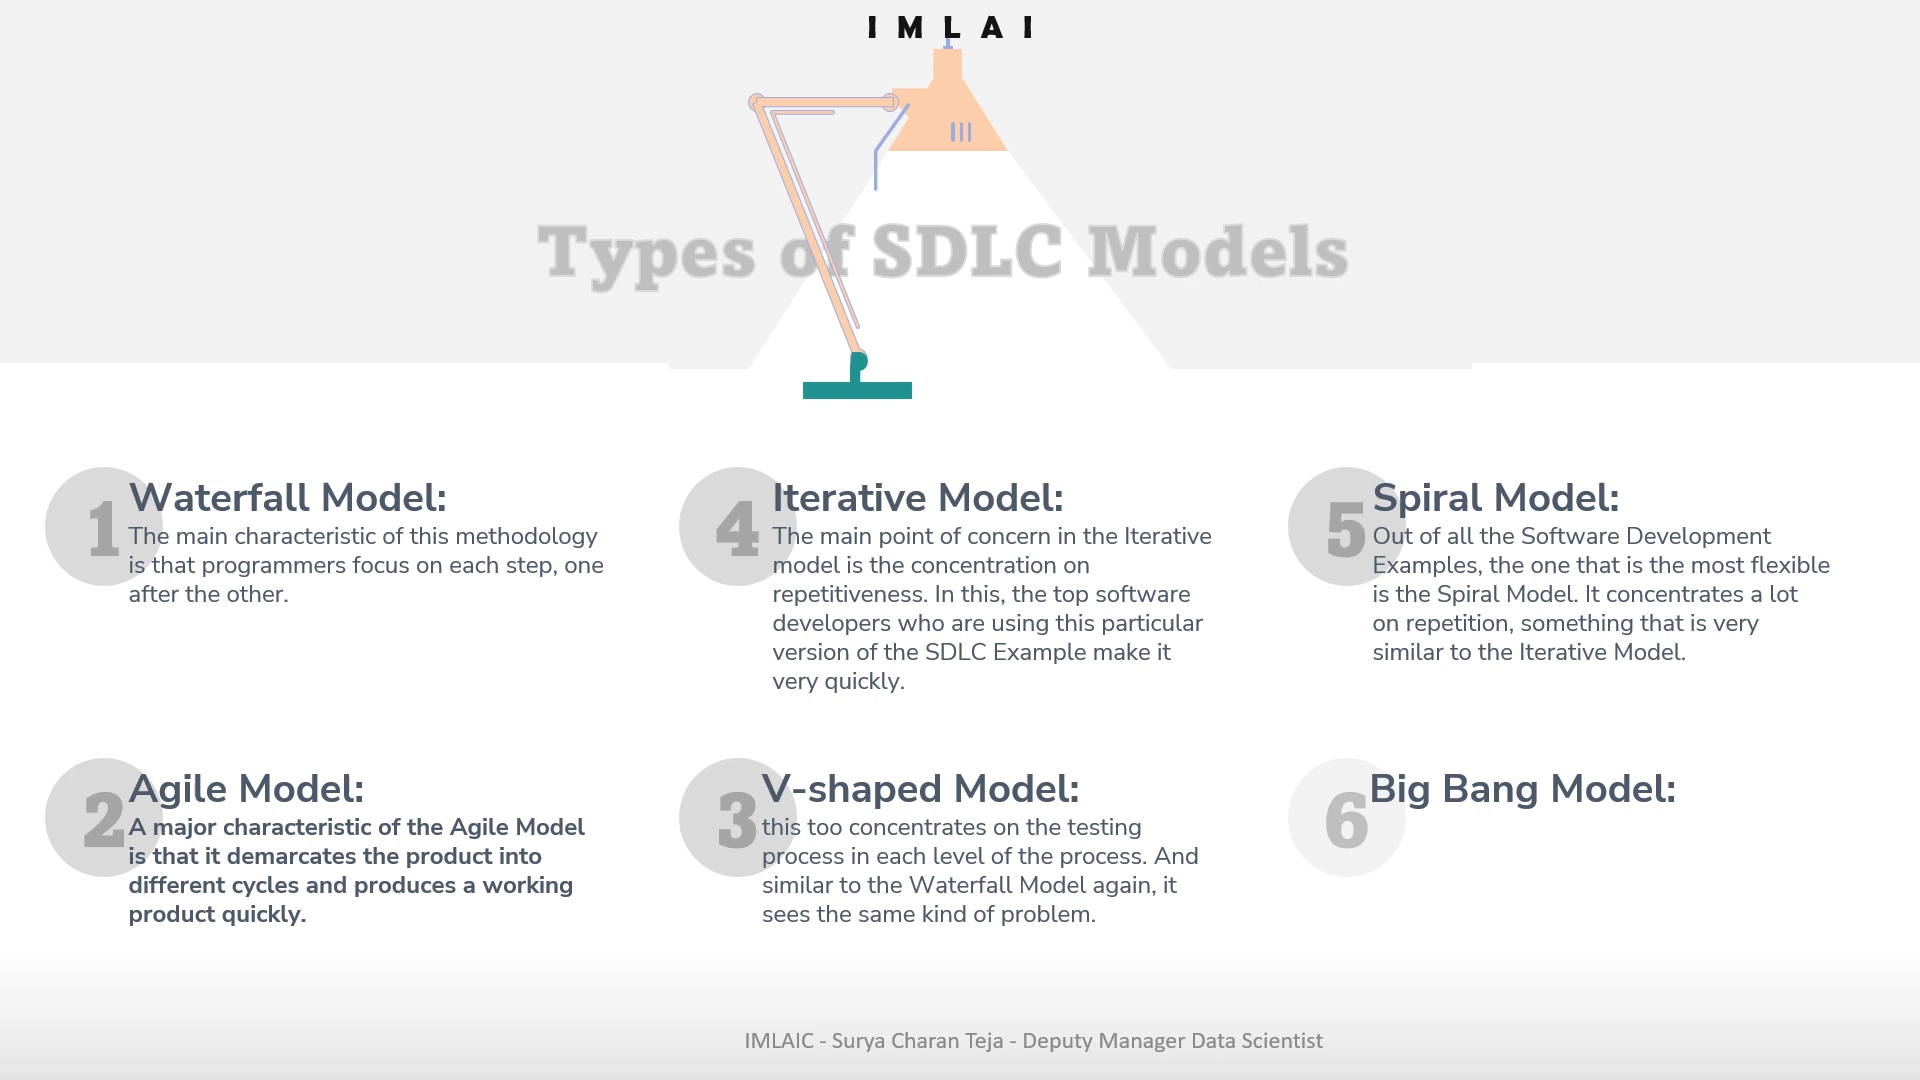 IMLAI
Types of SDLC Models
1
Waterfall Model:
The main characteristic of this methodology
is that programmers focus on each step, one
after the other.
4
Iterative Model:
The main point of concern in the Iterative
model is the concentration on
repetitiveness. In this, the top software
developers who are using this particular
version of the SDLC Example make it
very quickly.
5
Spiral Model:
Out of all the Software Development
Examples, the one that is the most flexible
is the Spiral Model. It concentrates a lot
on repetition, something that is very
similar to the Iterative Model.
2
Agile Model:
A major characteristic of the Agile Model
is that it demarcates the product into
different cycles and produces a working
product quickly.
3
V-shaped Model:
this too concentrates on the testing
process in each level of the process. And
similar to the Waterfall Model again, it
sees the same kind of problem.
6
Big Bang Model:
IMLAIC - Surya Charan Teja - Deputy Manager Data Scientist